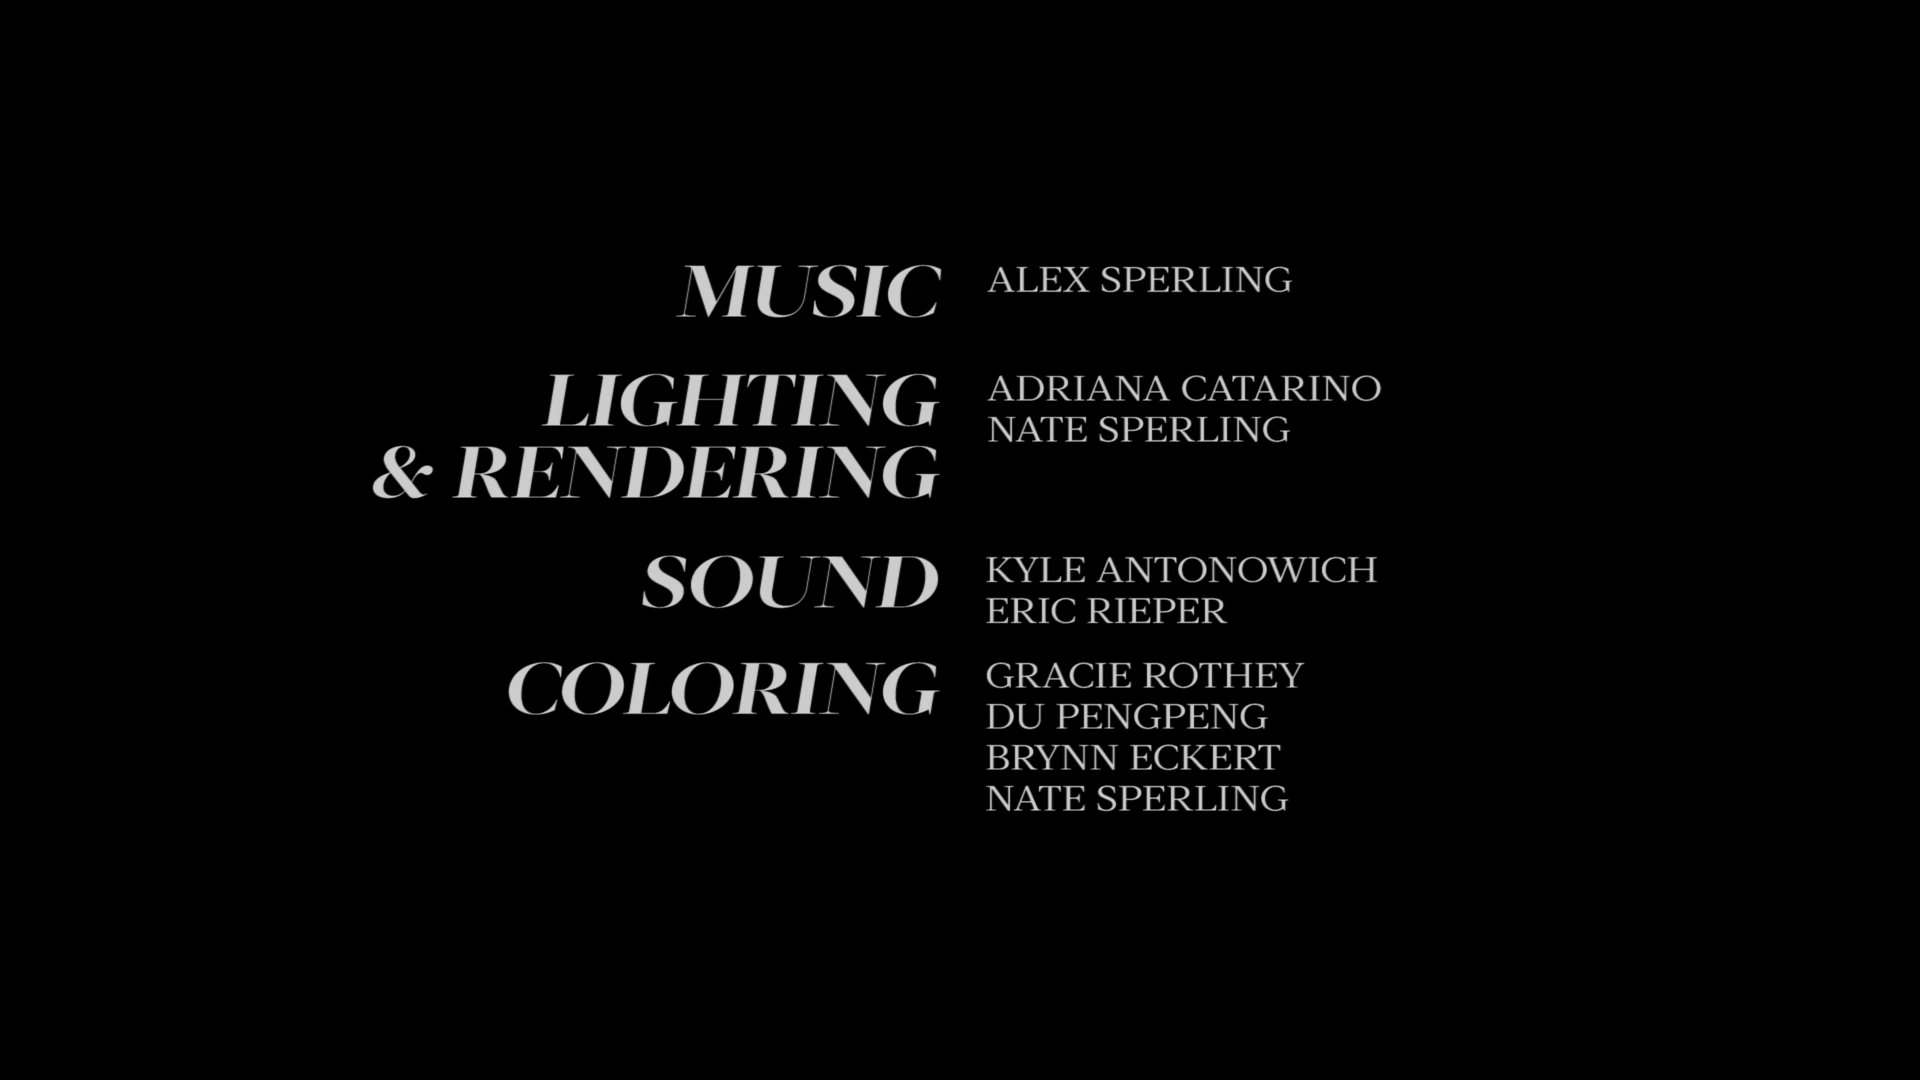 MUSIC ALEX SPERLING
LIGHTING ADRIANA CATARINO
NATE SPERLING
& RENDERING
SOUND KYLE ANTONOWICH
ERIC RIEPER
COLORING GRACIE ROTHEY
DU PENGPENG
BRYNN ECKERT
NATE SPERLING